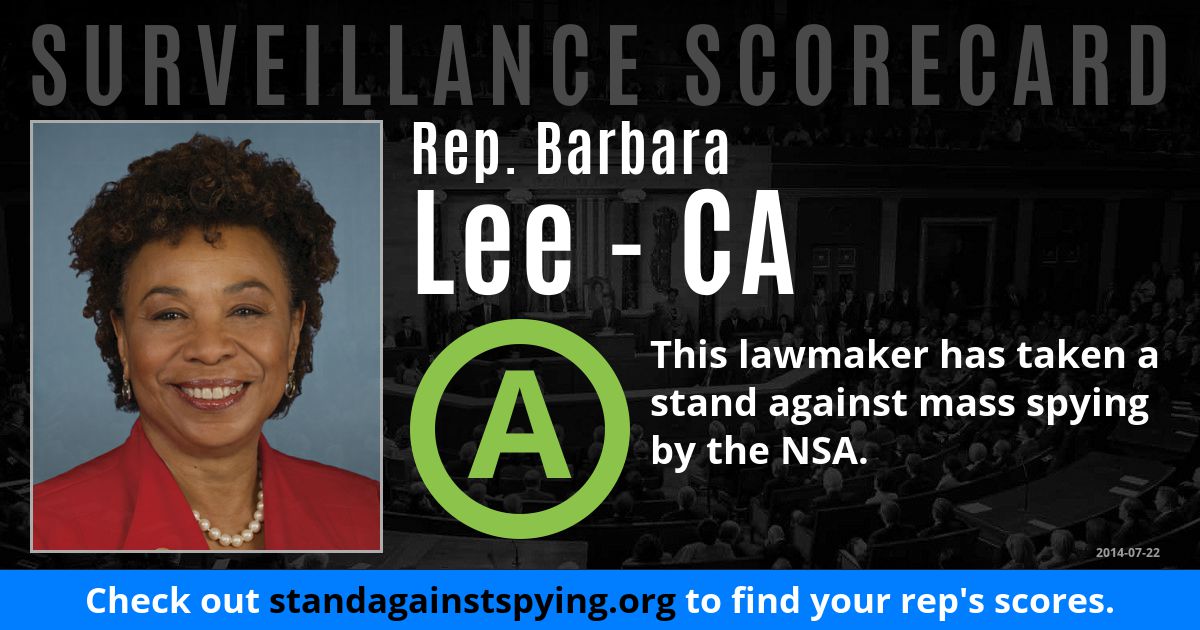 SURVEILLANCE SCORECARD
Rep. Barbara
Lee - CA
A
This lawmaker has taken a
stand against mass spying
by the NSA.
2014-07-22
Check out standagainstspying.org to find your rep's scores.